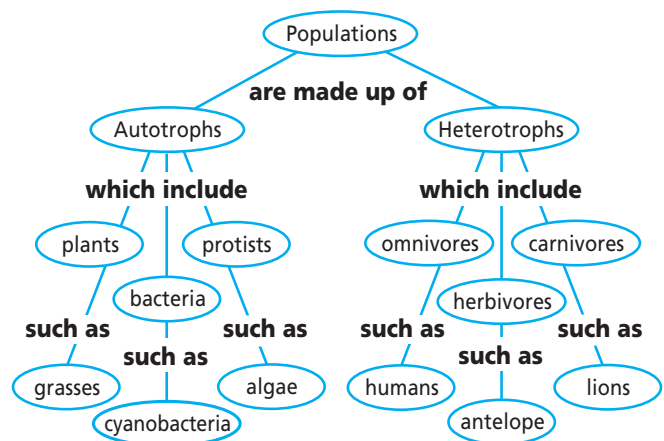 Populations
are made up of
Autotrophs Heterotrophs
which include which include
plants protists omnivores carnivores
bacteria herbivores
such as such as such as such as
such as such as
grasses algae humans lions
cyanobacteria antelope